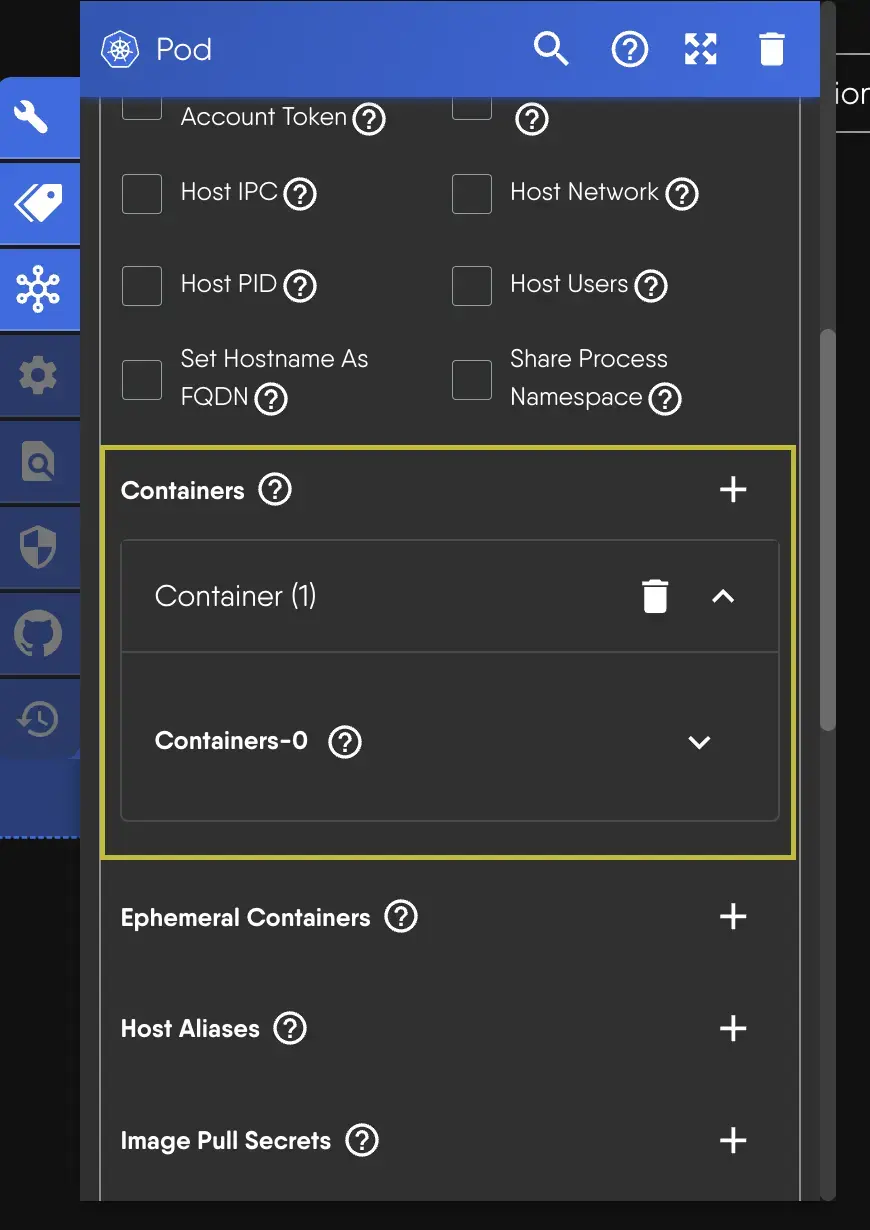 Pod
ion
Account Token
Host IPC
Host Network
Host PID
Host Users
Set Hostname As
FQDN
Share Process
Namespace
Containers
Container (1)
Containers-0
Ephemeral Containers
Host Aliases
Image Pull Secrets